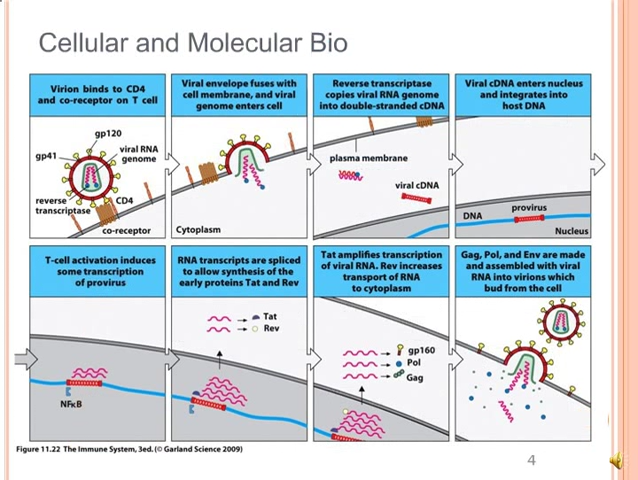 Cellular and Molecular Bio
Virion binds to CD4
and co-receptor on T cell
gp120
gp41
viral RNA
genome
reverse
transcriptase
CD4
co-receptor
Viral envelope fuses with
cell membrane, and viral
genome enters cell
Cytoplasm
Reverse transcriptase
copies viral RNA genome
into double-stranded cDNA
plasma membrane
viral cDNA
Viral cDNA enters nucleus
and integrates into
host DNA
DNA
provirus
Nucleus
T-cell activation induces
some transcription
of provirus
NFκB
RNA transcripts are spliced
to allow synthesis of the
early proteins Tat and Rev
Tat
Rev
Tat amplifies transcription
of viral RNA. Rev increases
transport of RNA
to cytoplasm
gp160
Pol
Gag
Gag, Pol, and Env are made
and assembled with viral
RNA into virions which
bud from the cell
Figure 11.22 The Immune System, 3ed. (© Garland Science 2009)
4